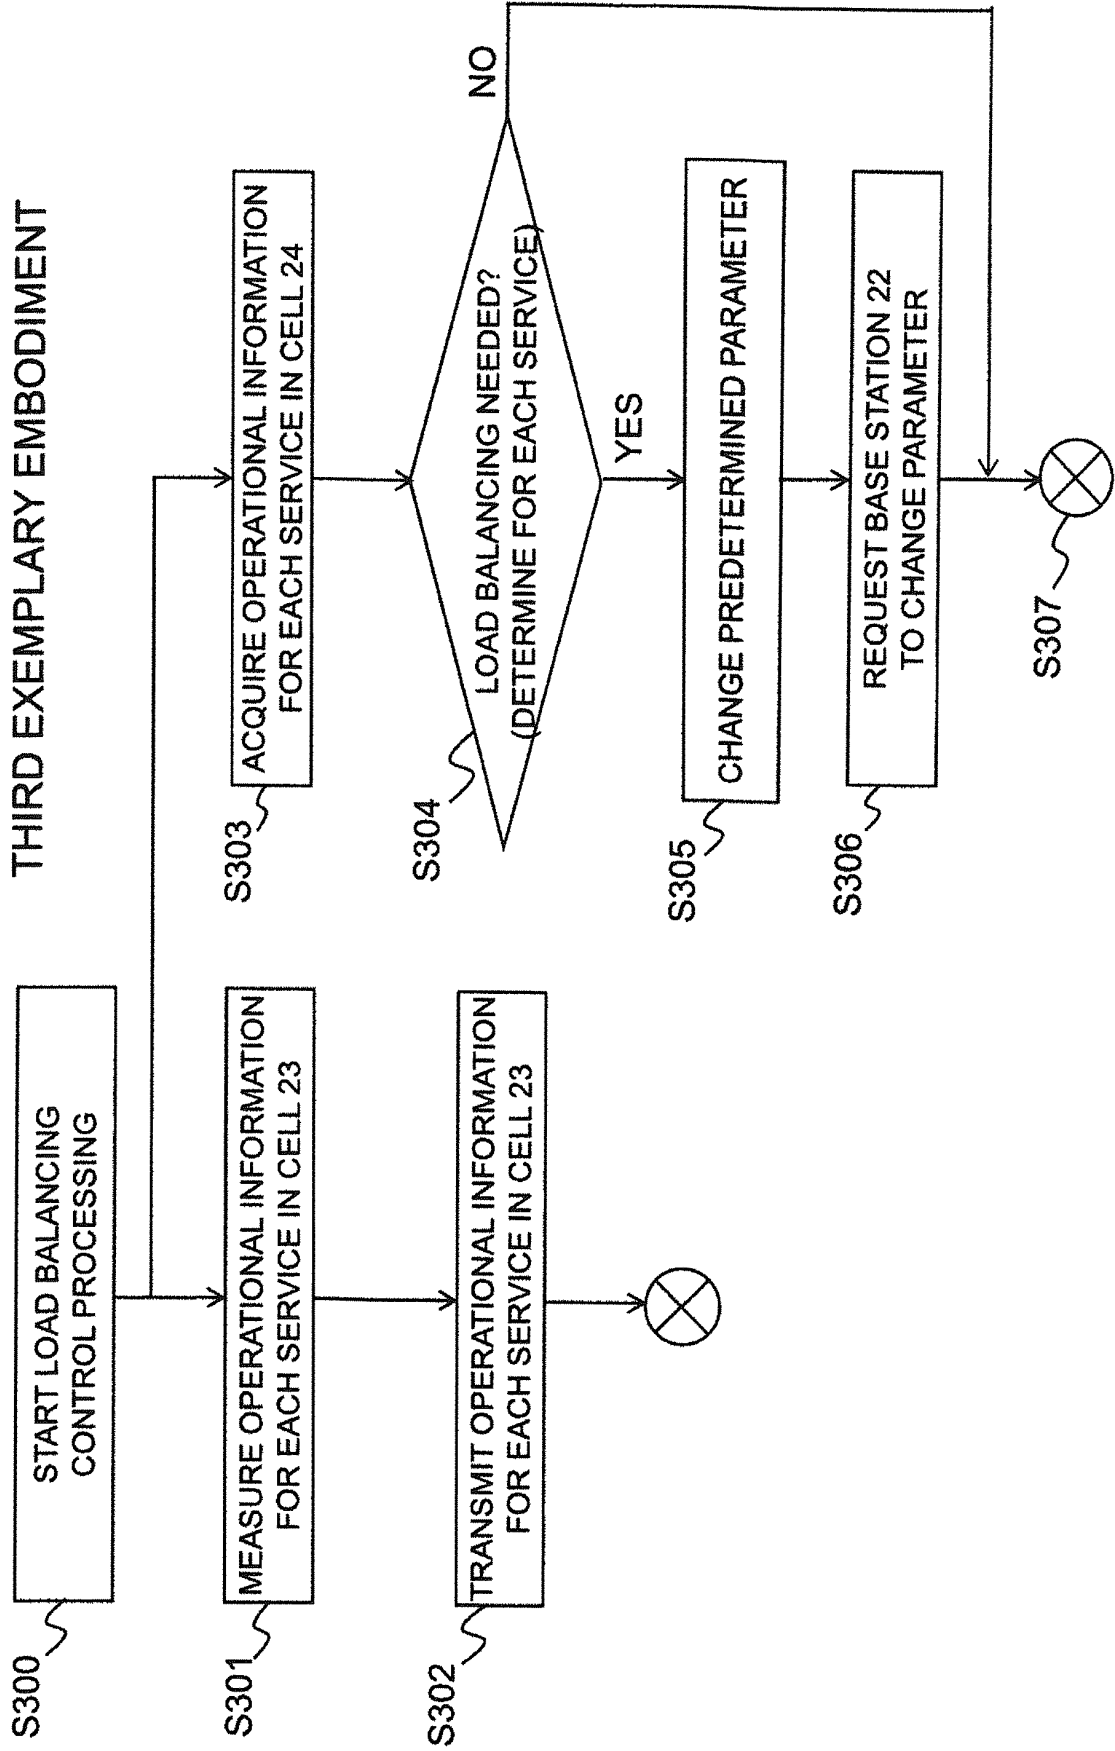 THIRD EXEMPLARY EMBODIMENT
S300
START LOAD BALANCING
CONTROL PROCESSING
S301
MEASURE OPERATIONAL INFORMATION
FOR EACH SERVICE IN CELL 23
S302
TRANSMIT OPERATIONAL INFORMATION
FOR EACH SERVICE IN CELL 23
S303
ACQUIRE OPERATIONAL INFORMATION
FOR EACH SERVICE IN CELL 24
S304
LOAD BALANCING NEEDED?
(DETERMINE FOR EACH SERVICE)
NO
YES
S305
CHANGE PREDETERMINED PARAMETER
S306
REQUEST BASE STATION 22
TO CHANGE PARAMETER
S307